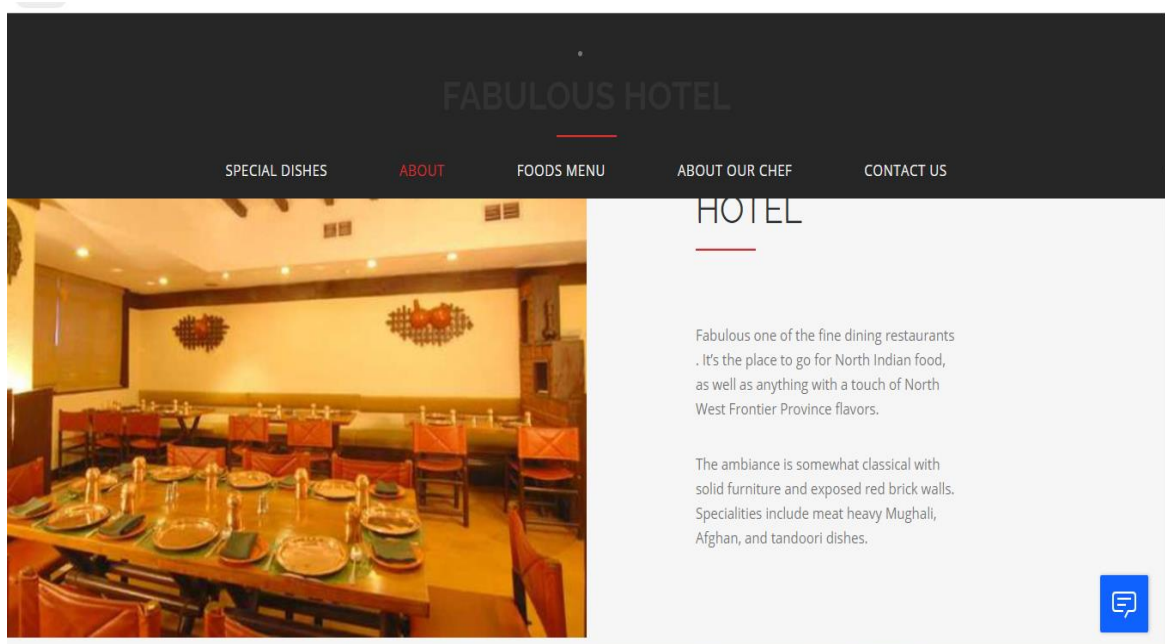 FABULOUS HOTEL
SPECIAL DISHES ABOUT FOODS MENU ABOUT OUR CHEF CONTACT US
HOTEL
Fabulous one of the fine dining restaurants
. It's the place to go for North Indian food,
as well as anything with a touch of North
West Frontier Province flavors.
The ambiance is somewhat classical with
solid furniture and exposed red brick walls.
Specialities include meat heavy Mughali,
Afghan, and tandoori dishes.